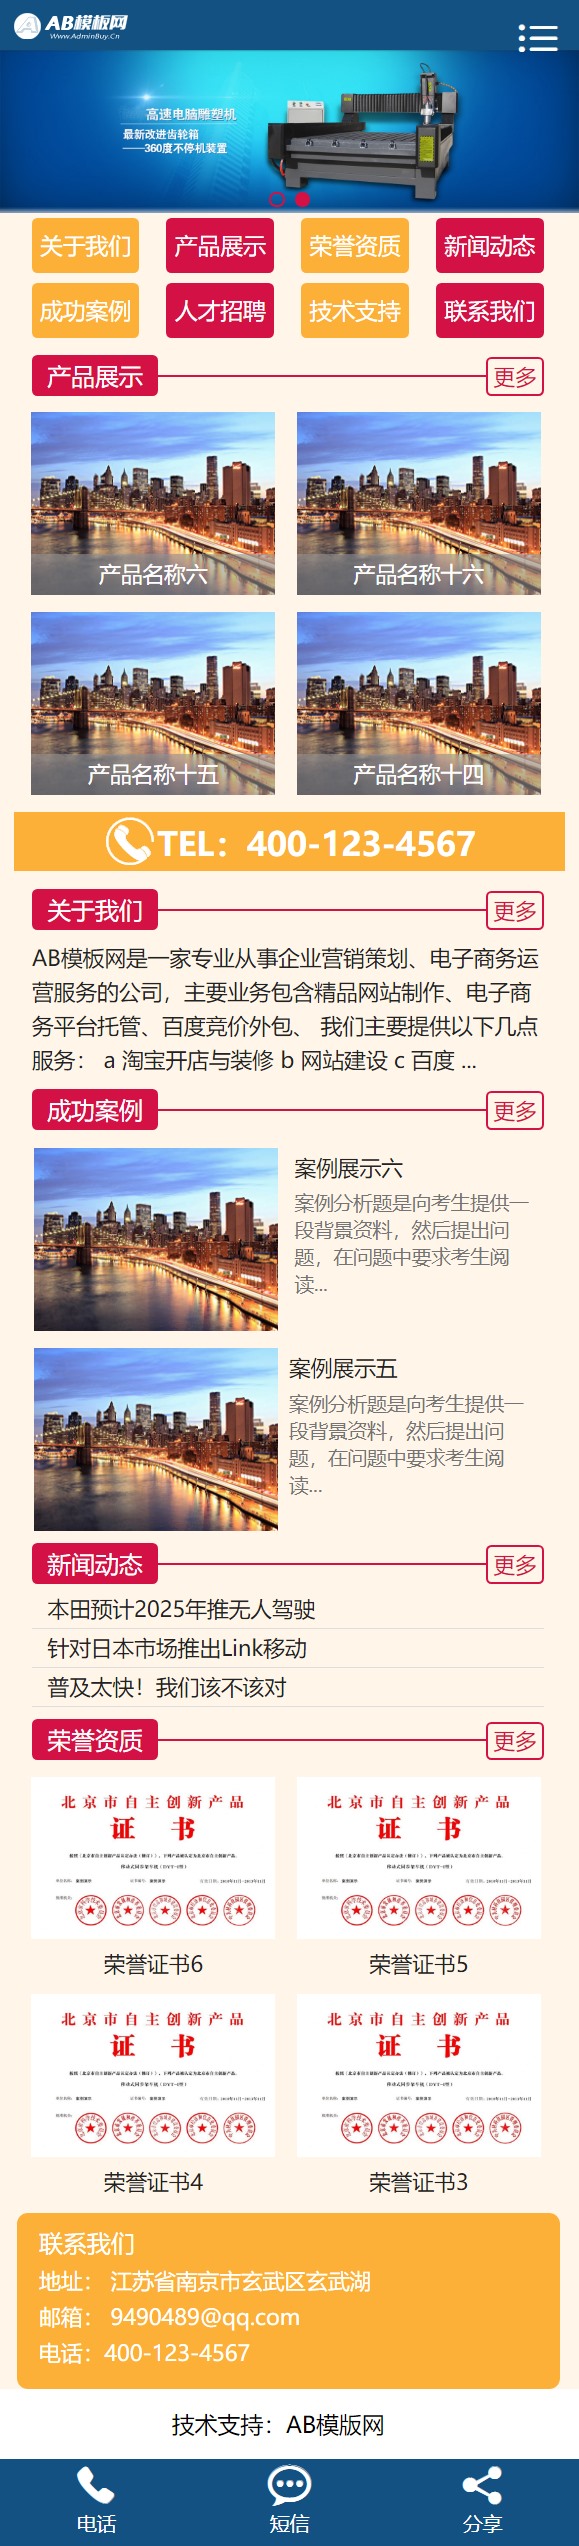 AB模板网
Www.AdminBuy.Cn
高速电脑雕塑机
最新改进齿轮箱
——360度不停机装置
关于我们 产品展示 荣誉资质 新闻动态
成功案例 人才招聘 技术支持 联系我们
产品展示 更多
产品名称六 产品名称十六
产品名称十五 产品名称十四
TEL：400-123-4567
关于我们 更多
AB模板网是一家专业从事企业营销策划、电子商务运
营服务的公司，主要业务包含精品网站制作、电子商
务平台托管、百度竞价外包、 我们主要提供以下几点
服务： a 淘宝开店与装修 b 网站建设 c 百度 ...
成功案例 更多
案例展示六
案例分析题是向考生提供一
段背景资料，然后提出问
题，在问题中要求考生阅
读...
案例展示五
案例分析题是向考生提供一
段背景资料，然后提出问
题，在问题中要求考生阅
读...
新闻动态 更多
本田预计2025年推无人驾驶
针对日本市场推出Link移动
普及太快！我们该不该对
荣誉资质 更多
北京市自主创新产品 北京市自主创新产品
证 书 证 书
荣誉证书6 荣誉证书5
北京市自主创新产品 北京市自主创新产品
证 书 证 书
荣誉证书4 荣誉证书3
联系我们
地址： 江苏省南京市玄武区玄武湖
邮箱： 9490489@qq.com
电话：400-123-4567
技术支持：AB模版网
电话 短信 分享